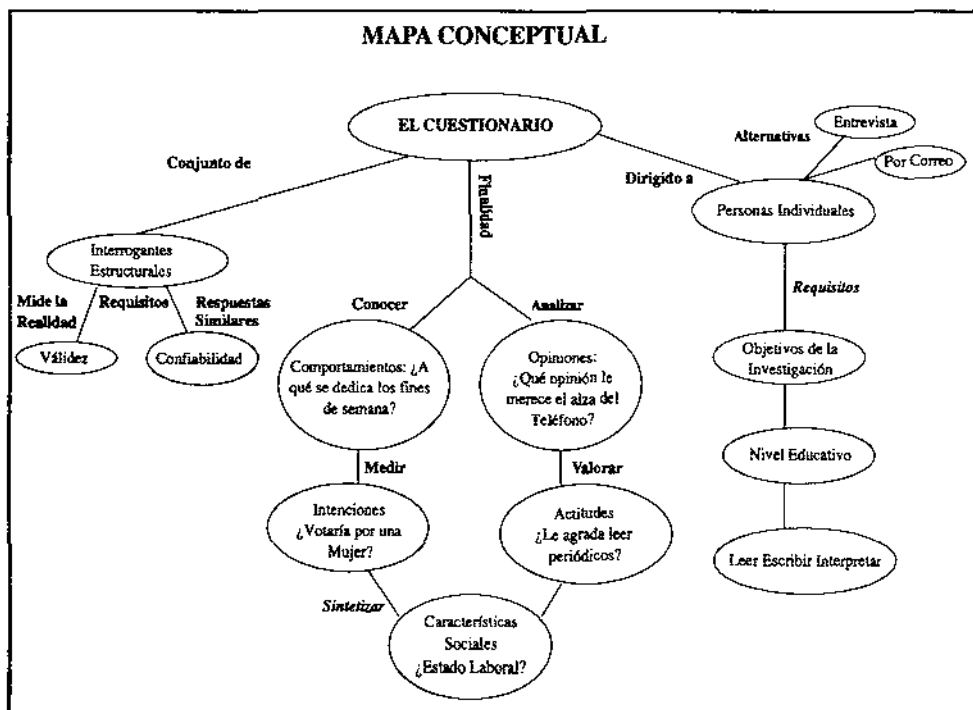 MAPA CONCEPTUAL
EL CUESTIONARIO
Conjunto de
Finalidad
Dirigido a
Alternativas
Entrevista
Por Correo
Personas Individuales
Interrogantes
Estructurales
Mide la
Realidad
Requisitos
Respuestas
Similares
Válidez
Confiabilidad
Conocer
Analizar
Comportamientos: ¿A
qué se dedica los fines
de semana?
Opiniones:
¿Qué opinión le
merece el alza del
Teléfono?
Medir
Valorar
Intenciones
¿Votaría por una
Mujer?
Actitudes
¿Le agrada leer
periódicos?
Sintetizar
Características
Sociales
¿Estado Laboral?
Requisitos
Objetivos de la
Investigación
Nivel Educativo
Leer Escribir Interpretar